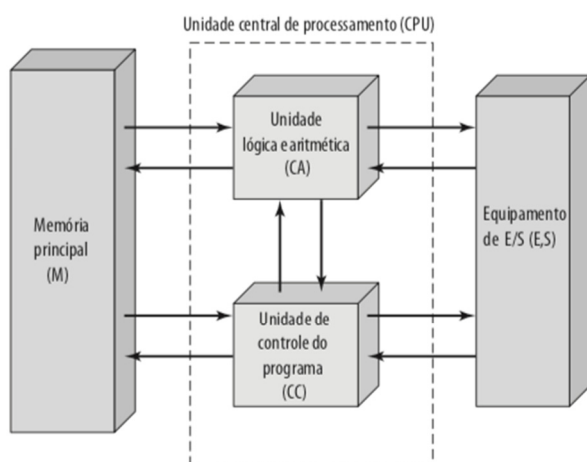 Unidade central de processamento (CPU)
Memória
principal
(M)
Unidade
lógica e aritmética
(CA)
Unidade de
controle do
programa
(CC)
Equipamento
de E/S (E,S)